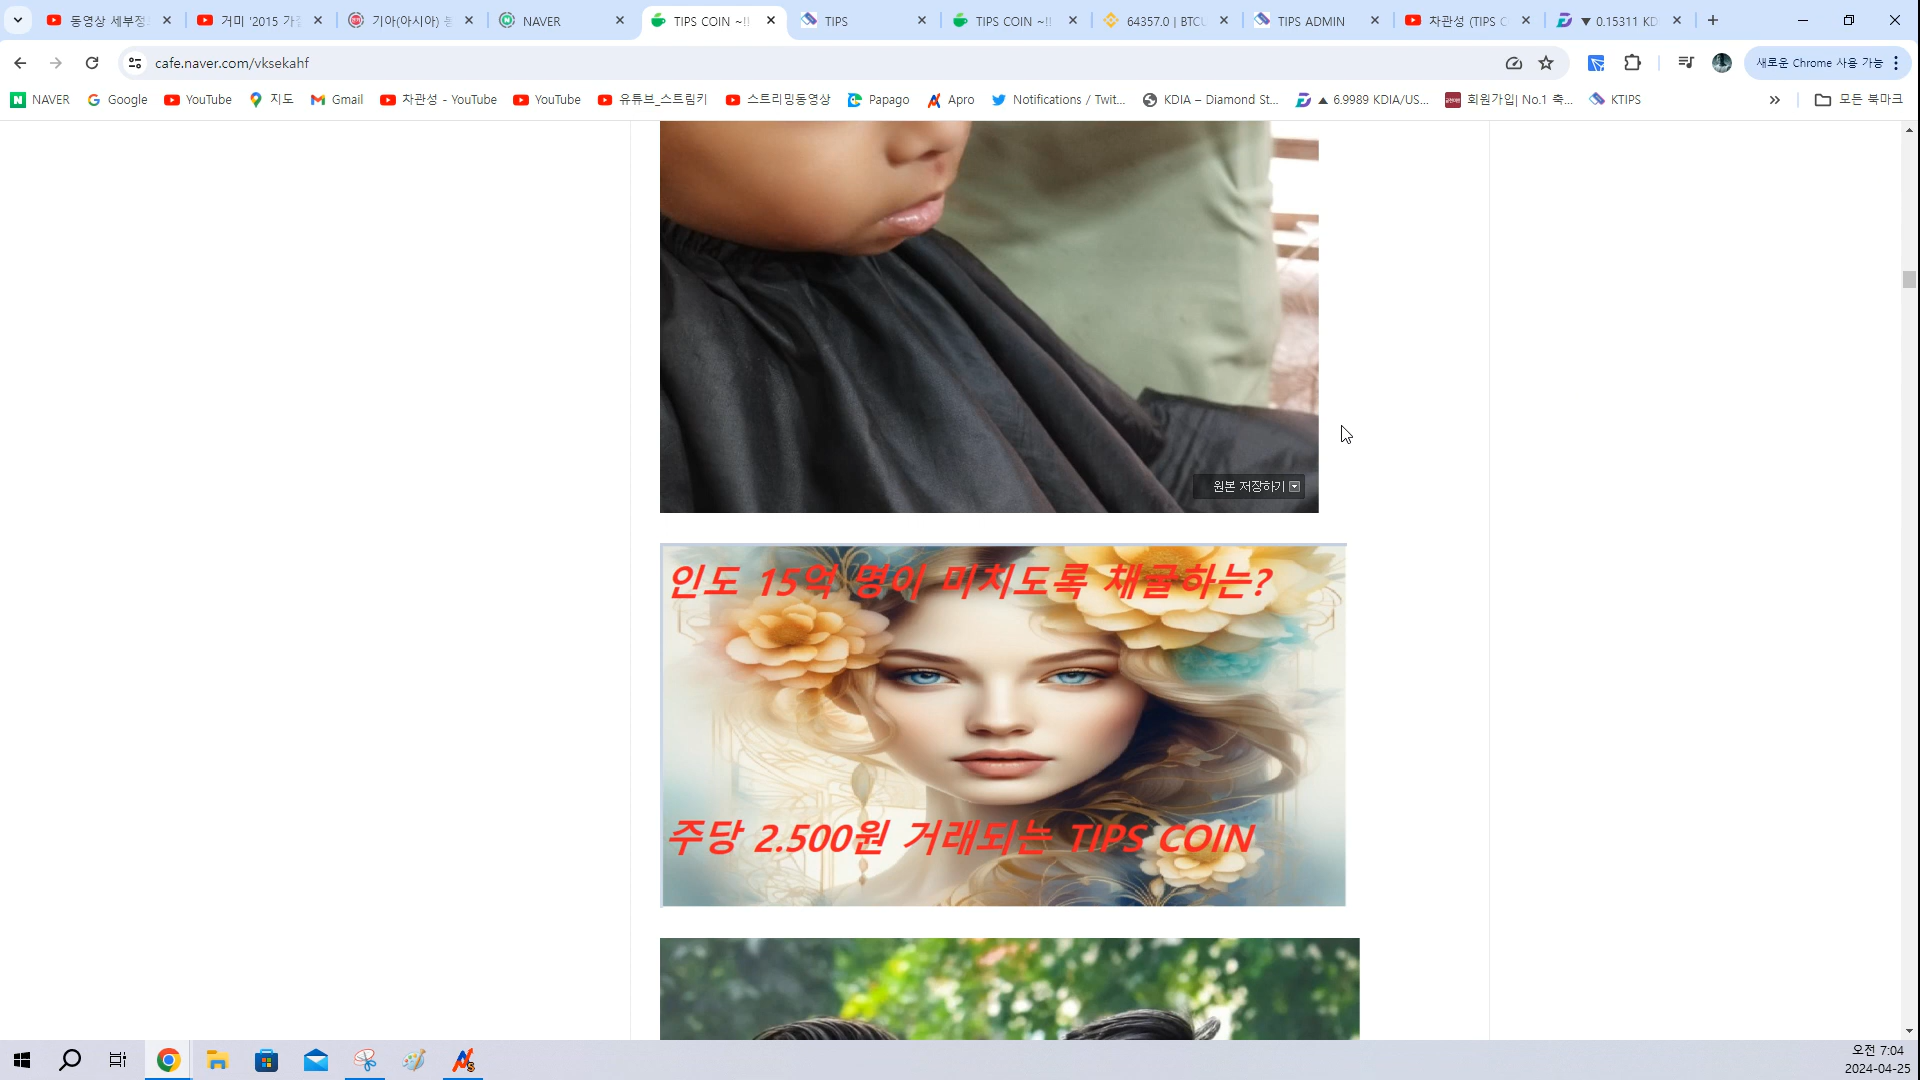 동영상 세부정
거미 '2015 가
기아(아시아) 는
NAVER
TIPS COIN ~!!
TIPS
TIPS COIN ~!!
64357.0 | BTCU
TIPS ADMIN
차관성 (TIPS C
▼ 0.15311 KD
cafe.naver.com/vksekahf
새로운 Chrome 사용 가능
NAVER
Google
YouTube
지도
Gmail
차관성 - YouTube
YouTube
유튜브_스트림키
스트리밍동영상
Papago
Apro
Notifications / Twit...
KDIA – Diamond St...
▲ 6.9989 KDIA/US...
회원가입| No.1 축...
KTIPS
모든 북마크
원본 저장하기
인도 15억 명이 미치도록 채굴하는?
주당 2.500원 거래되는 TIPS COIN
오전 7:04
2024-04-25